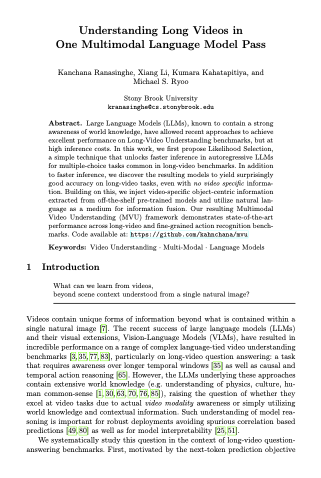 Understanding Long Videos in
One Multimodal Language Model Pass
Kanchana Ranasinghe, Xiang Li, Kumara Kahatapitiya, and
Michael S. Ryoo
Stony Brook University
kranasinghe@cs.stonybrook.edu
Abstract. Large Language Models (LLMs), known to contain a strong
awareness of world knowledge, have allowed recent approaches to achieve
excellent performance on Long-Video Understanding benchmarks, but at
high inference costs. In this work, we first propose Likelihood Selection,
a simple technique that unlocks faster inference in autoregressive LLMs
for multiple-choice tasks common in long-video benchmarks. In addition
to faster inference, we discover the resulting models to yield surprisingly
good accuracy on long-video tasks, even with no video specific informa-
tion. Building on this, we inject video-specific object-centric information
extracted from off-the-shelf pre-trained models and utilize natural lan-
guage as a medium for information fusion. Our resulting Multimodal
Video Understanding (MVU) framework demonstrates state-of-the-art
performance across long-video and fine-grained action recognition bench-
marks. Code available at: https://github.com/kahnchana/mvu
Keywords: Video Understanding · Multi-Modal · Language Models
1 Introduction
What can we learn from videos,
beyond scene context understood from a single natural image?
Videos contain unique forms of information beyond what is contained within a
single natural image [7]. The recent success of large language models (LLMs)
and their visual extensions, Vision-Language Models (VLMs), have resulted in
incredible performance on a range of complex language-tied video understanding
benchmarks [3,35,77,83], particularly on long-video question answering: a task
that requires awareness over longer temporal windows [35] as well as causal and
temporal action reasoning [65]. However, the LLMs underlying these approaches
contain extensive world knowledge (e.g. understanding of physics, culture, hu-
man common-sense [1,30,63,70,76,85]), raising the question of whether they
excel at video tasks due to actual video modality awareness or simply utilizing
world knowledge and contextual information. Such understanding of model rea-
soning is important for robust deployments avoiding spurious correlation based
predictions [49,80] as well as for model interpretability [25,51].
We systematically study this question in the context of long-video question-
answering benchmarks. First, motivated by the next-token prediction objective